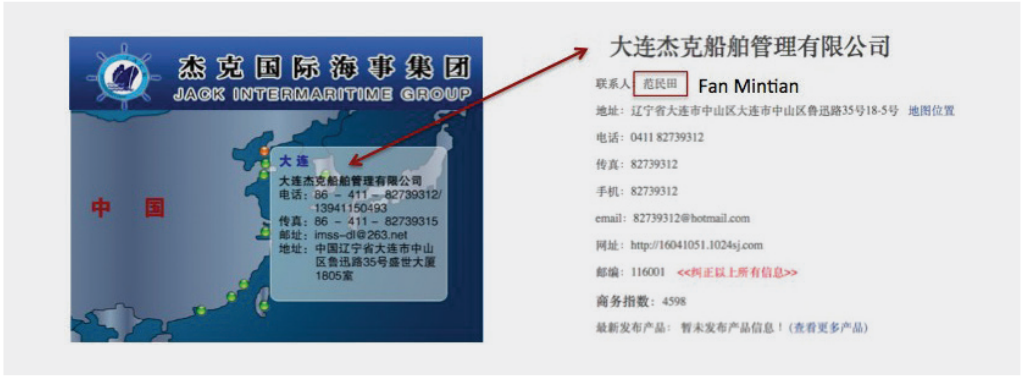 杰克国际海事集团
JACK INTERMARITIME GROUP
中 国
大连
大连杰克船舶管理有限公司
电话：86 - 411 - 82739312/
13941150493
传真：86 - 411 - 82739315
邮址：imss-dl@263.net
地址：中国辽宁省大连市中山
区鲁迅路35号盛世大厦
1805室
大连杰克船舶管理有限公司
联系人：范民田 Fan Mintian
地址：辽宁省大连市中山区大连市中山区鲁迅路35号18-5号 地图位置
电话：0411 82739312
传真：82739312
手机：82739312
email：82739312@hotmail.com
网址：http://16041051.1024sj.com
邮编：116001 <<纠正以上所有信息>>
商务指数：4598
最新发布产品： 暂未发布产品信息！(查看更多产品)